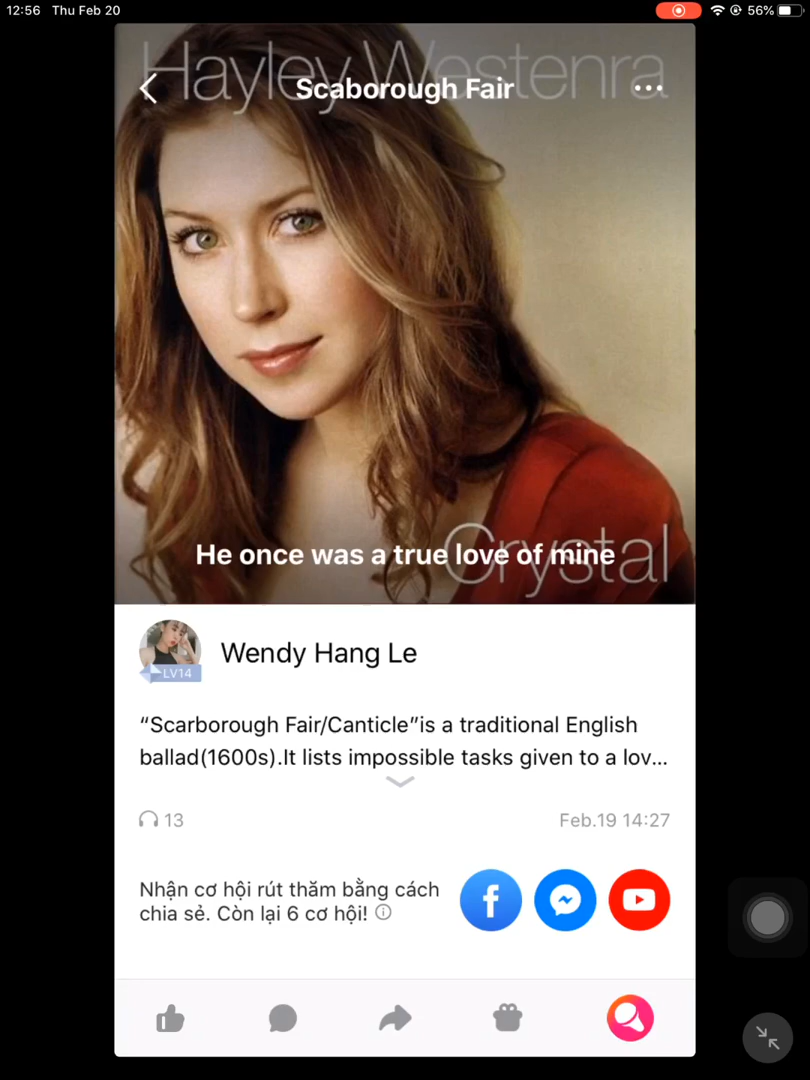 12:56 Thu Feb 20
56%
Hayley Westenra
Scaborough Fair
He once was a true love of mine
Crystal
LV14
Wendy Hang Le
“Scarborough Fair/Canticle”is a traditional English
ballad(1600s).It lists impossible tasks given to a lov...
13
Feb.19 14:27
Nhận cơ hội rút thăm bằng cách
chia sẻ. Còn lại 6 cơ hội!